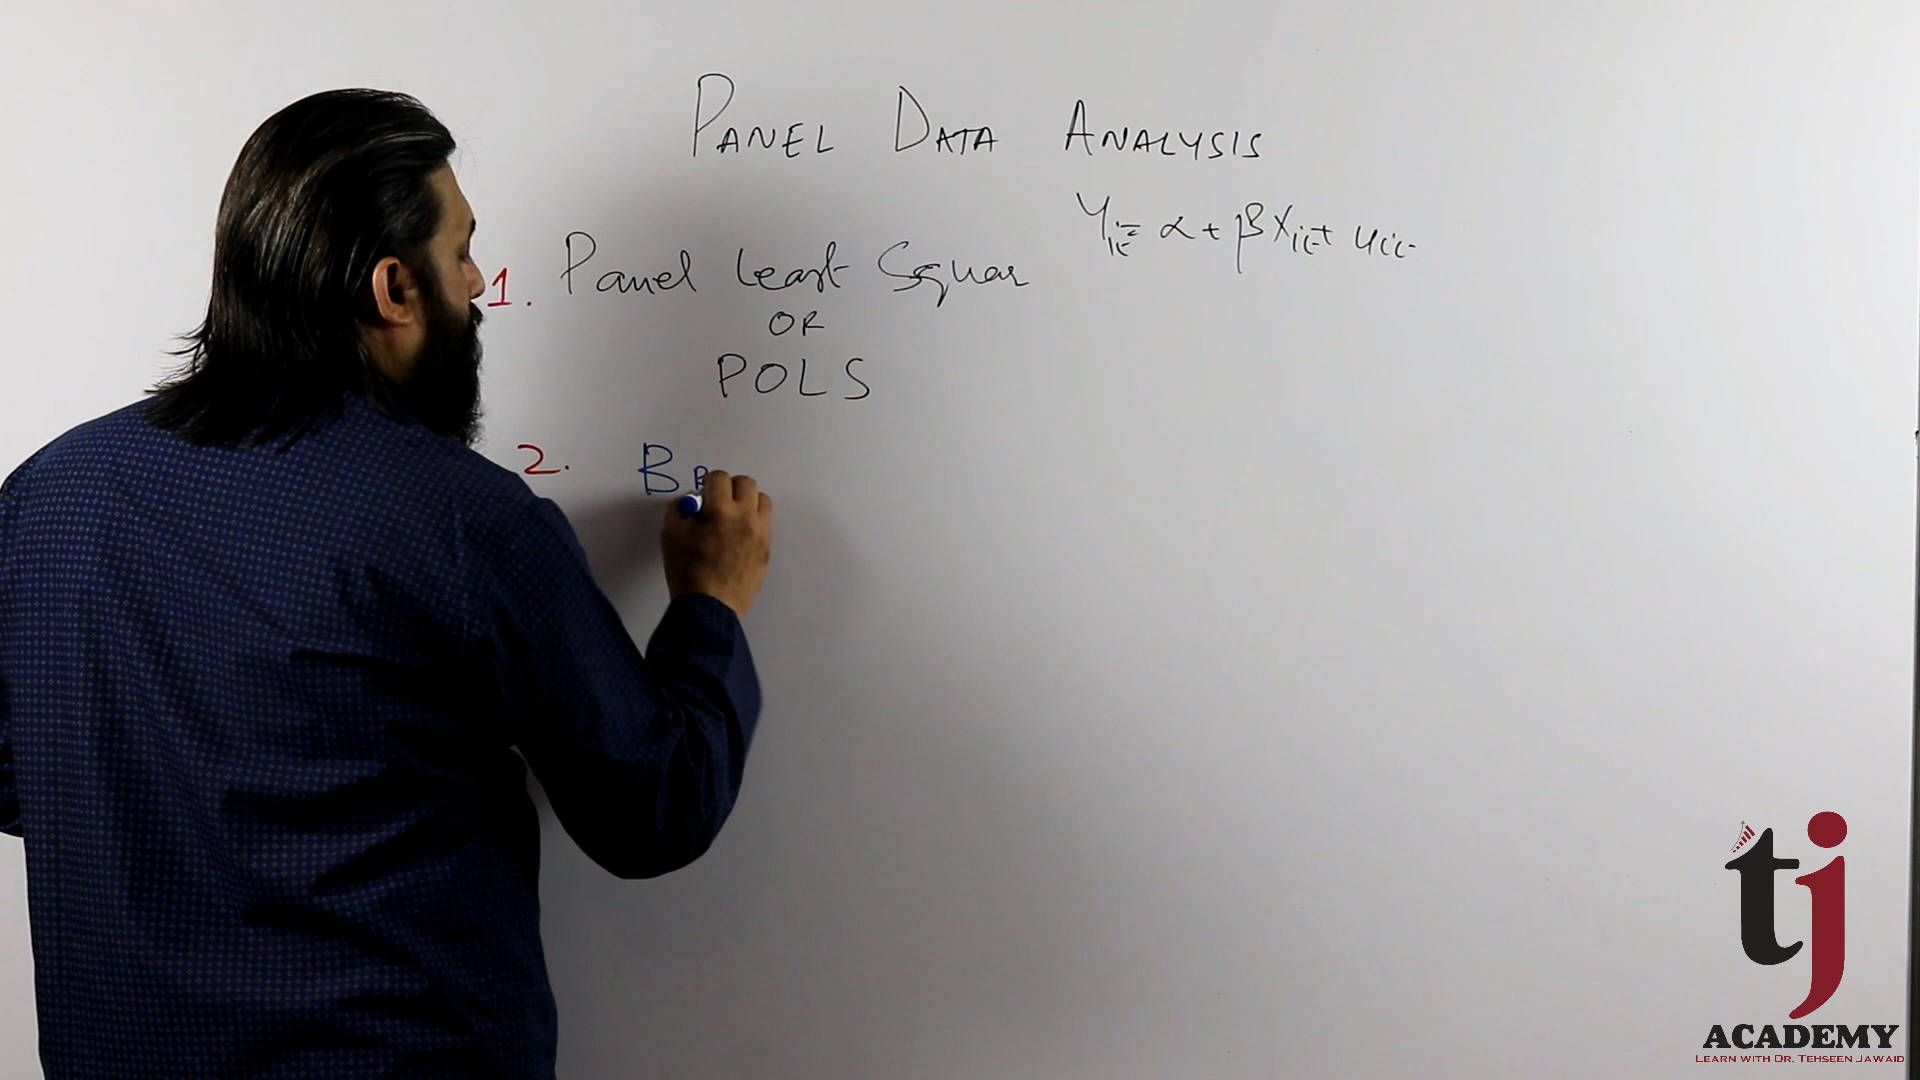 PANEL DATA ANALYSIS
Yit = α + βXit + uit
1. Panel Least Squar
OR
POLS
2. B
tj
ACADEMY
LEARN WITH DR. TEHSEEN JAWAID